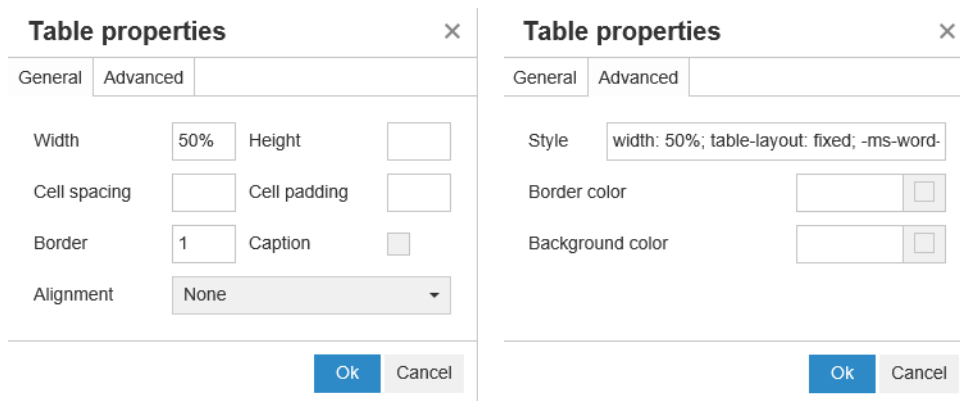 Table properties ×
General Advanced
Width 50% Height
Cell spacing Cell padding
Border 1 Caption
Alignment None
Ok Cancel
Table properties ×
General Advanced
Style width: 50%; table-layout: fixed; -ms-word-
Border color
Background color
Ok Cancel